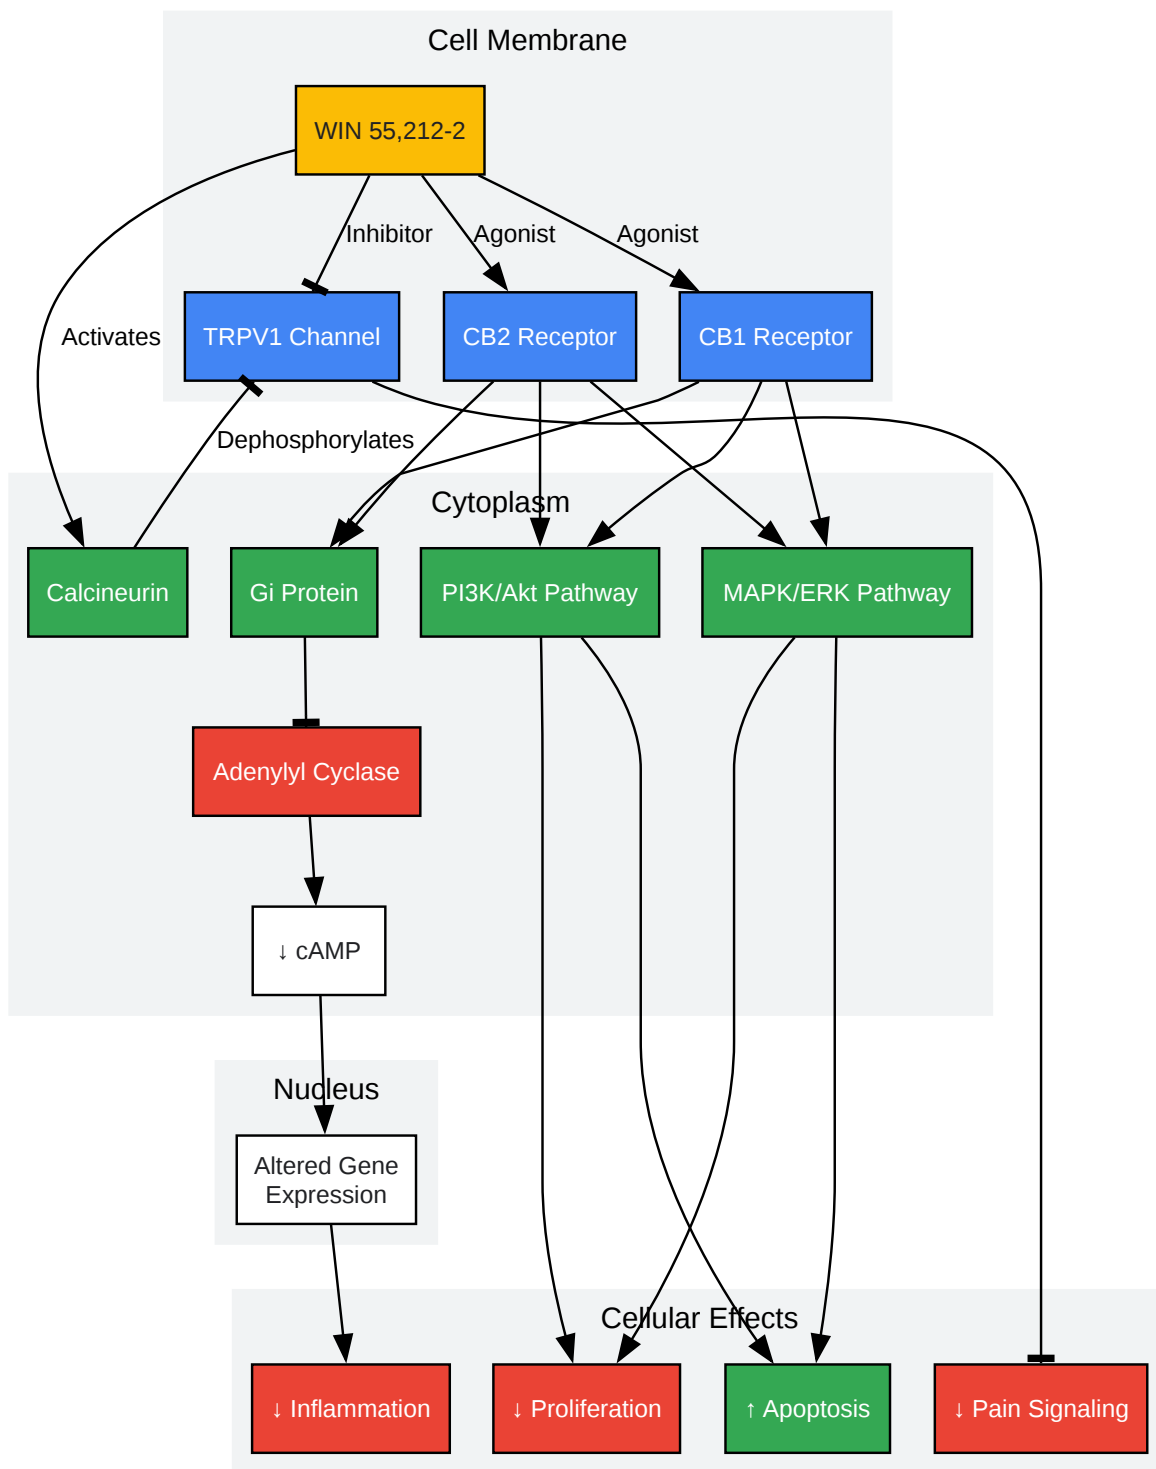 Cell Membrane
WIN 55,212-2
Inhibitor
Agonist
Agonist
Activates
TRPV1 Channel
CB2 Receptor
CB1 Receptor
Dephosphorylates
Cytoplasm
Calcineurin
Gi Protein
PI3K/Akt Pathway
MAPK/ERK Pathway
Adenylyl Cyclase
↓ cAMP
Nucleus
Altered Gene
Expression
Cellular Effects
↓ Inflammation
↓ Proliferation
↑ Apoptosis
↓ Pain Signaling